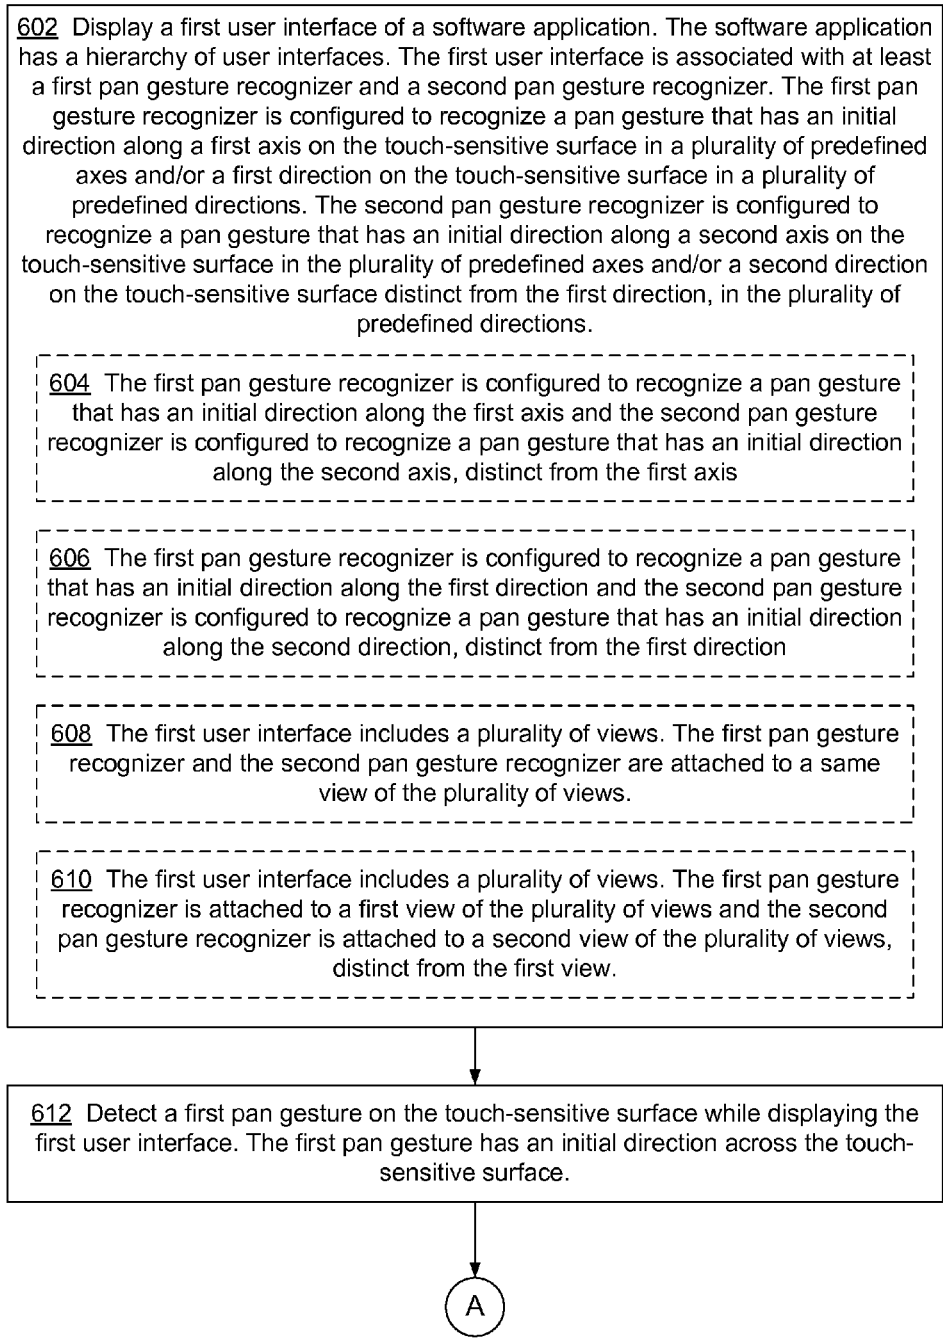 602 Display a first user interface of a software application. The software application
has a hierarchy of user interfaces. The first user interface is associated with at least
a first pan gesture recognizer and a second pan gesture recognizer. The first pan
gesture recognizer is configured to recognize a pan gesture that has an initial
direction along a first axis on the touch-sensitive surface in a plurality of predefined
axes and/or a first direction on the touch-sensitive surface in a plurality of
predefined directions. The second pan gesture recognizer is configured to
recognize a pan gesture that has an initial direction along a second axis on the
touch-sensitive surface in the plurality of predefined axes and/or a second direction
on the touch-sensitive surface distinct from the first direction, in the plurality of
predefined directions.
604 The first pan gesture recognizer is configured to recognize a pan gesture
that has an initial direction along the first axis and the second pan gesture
recognizer is configured to recognize a pan gesture that has an initial direction
along the second axis, distinct from the first axis
606 The first pan gesture recognizer is configured to recognize a pan gesture
that has an initial direction along the first direction and the second pan gesture
recognizer is configured to recognize a pan gesture that has an initial direction
along the second direction, distinct from the first direction
608 The first user interface includes a plurality of views. The first pan gesture
recognizer and the second pan gesture recognizer are attached to a same
view of the plurality of views.
610 The first user interface includes a plurality of views. The first pan gesture
recognizer is attached to a first view of the plurality of views and the second
pan gesture recognizer is attached to a second view of the plurality of views,
distinct from the first view.
612 Detect a first pan gesture on the touch-sensitive surface while displaying the
first user interface. The first pan gesture has an initial direction across the touch-
sensitive surface.
A